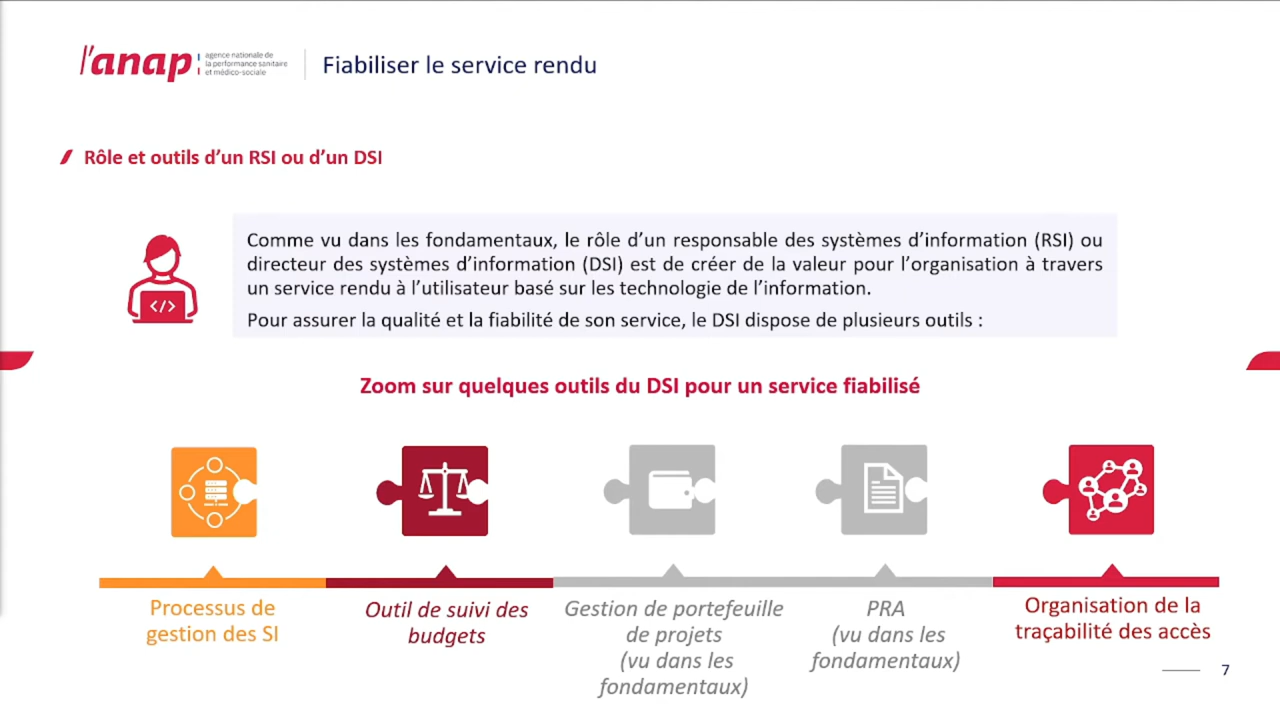 l'anap
agence nationale de
la performance sanitaire
et médico-sociale
Fiabiliser le service rendu
Rôle et outils d'un RSI ou d'un DSI
Comme vu dans les fondamentaux, le rôle d'un responsable des systèmes d'information (RSI) ou
directeur des systèmes d'information (DSI) est de créer de la valeur pour l'organisation à travers
un service rendu à l'utilisateur basé sur les technologie de l'information.
Pour assurer la qualité et la fiabilité de son service, le DSI dispose de plusieurs outils :
</>
Zoom sur quelques outils du DSI pour un service fiabilisé
Processus de
gestion des SI
Outil de suivi des
budgets
Gestion de portefeuille
de projets
(vu dans les
fondamentaux)
PRA
(vu dans les
fondamentaux)
Organisation de la
traçabilité des accès
7